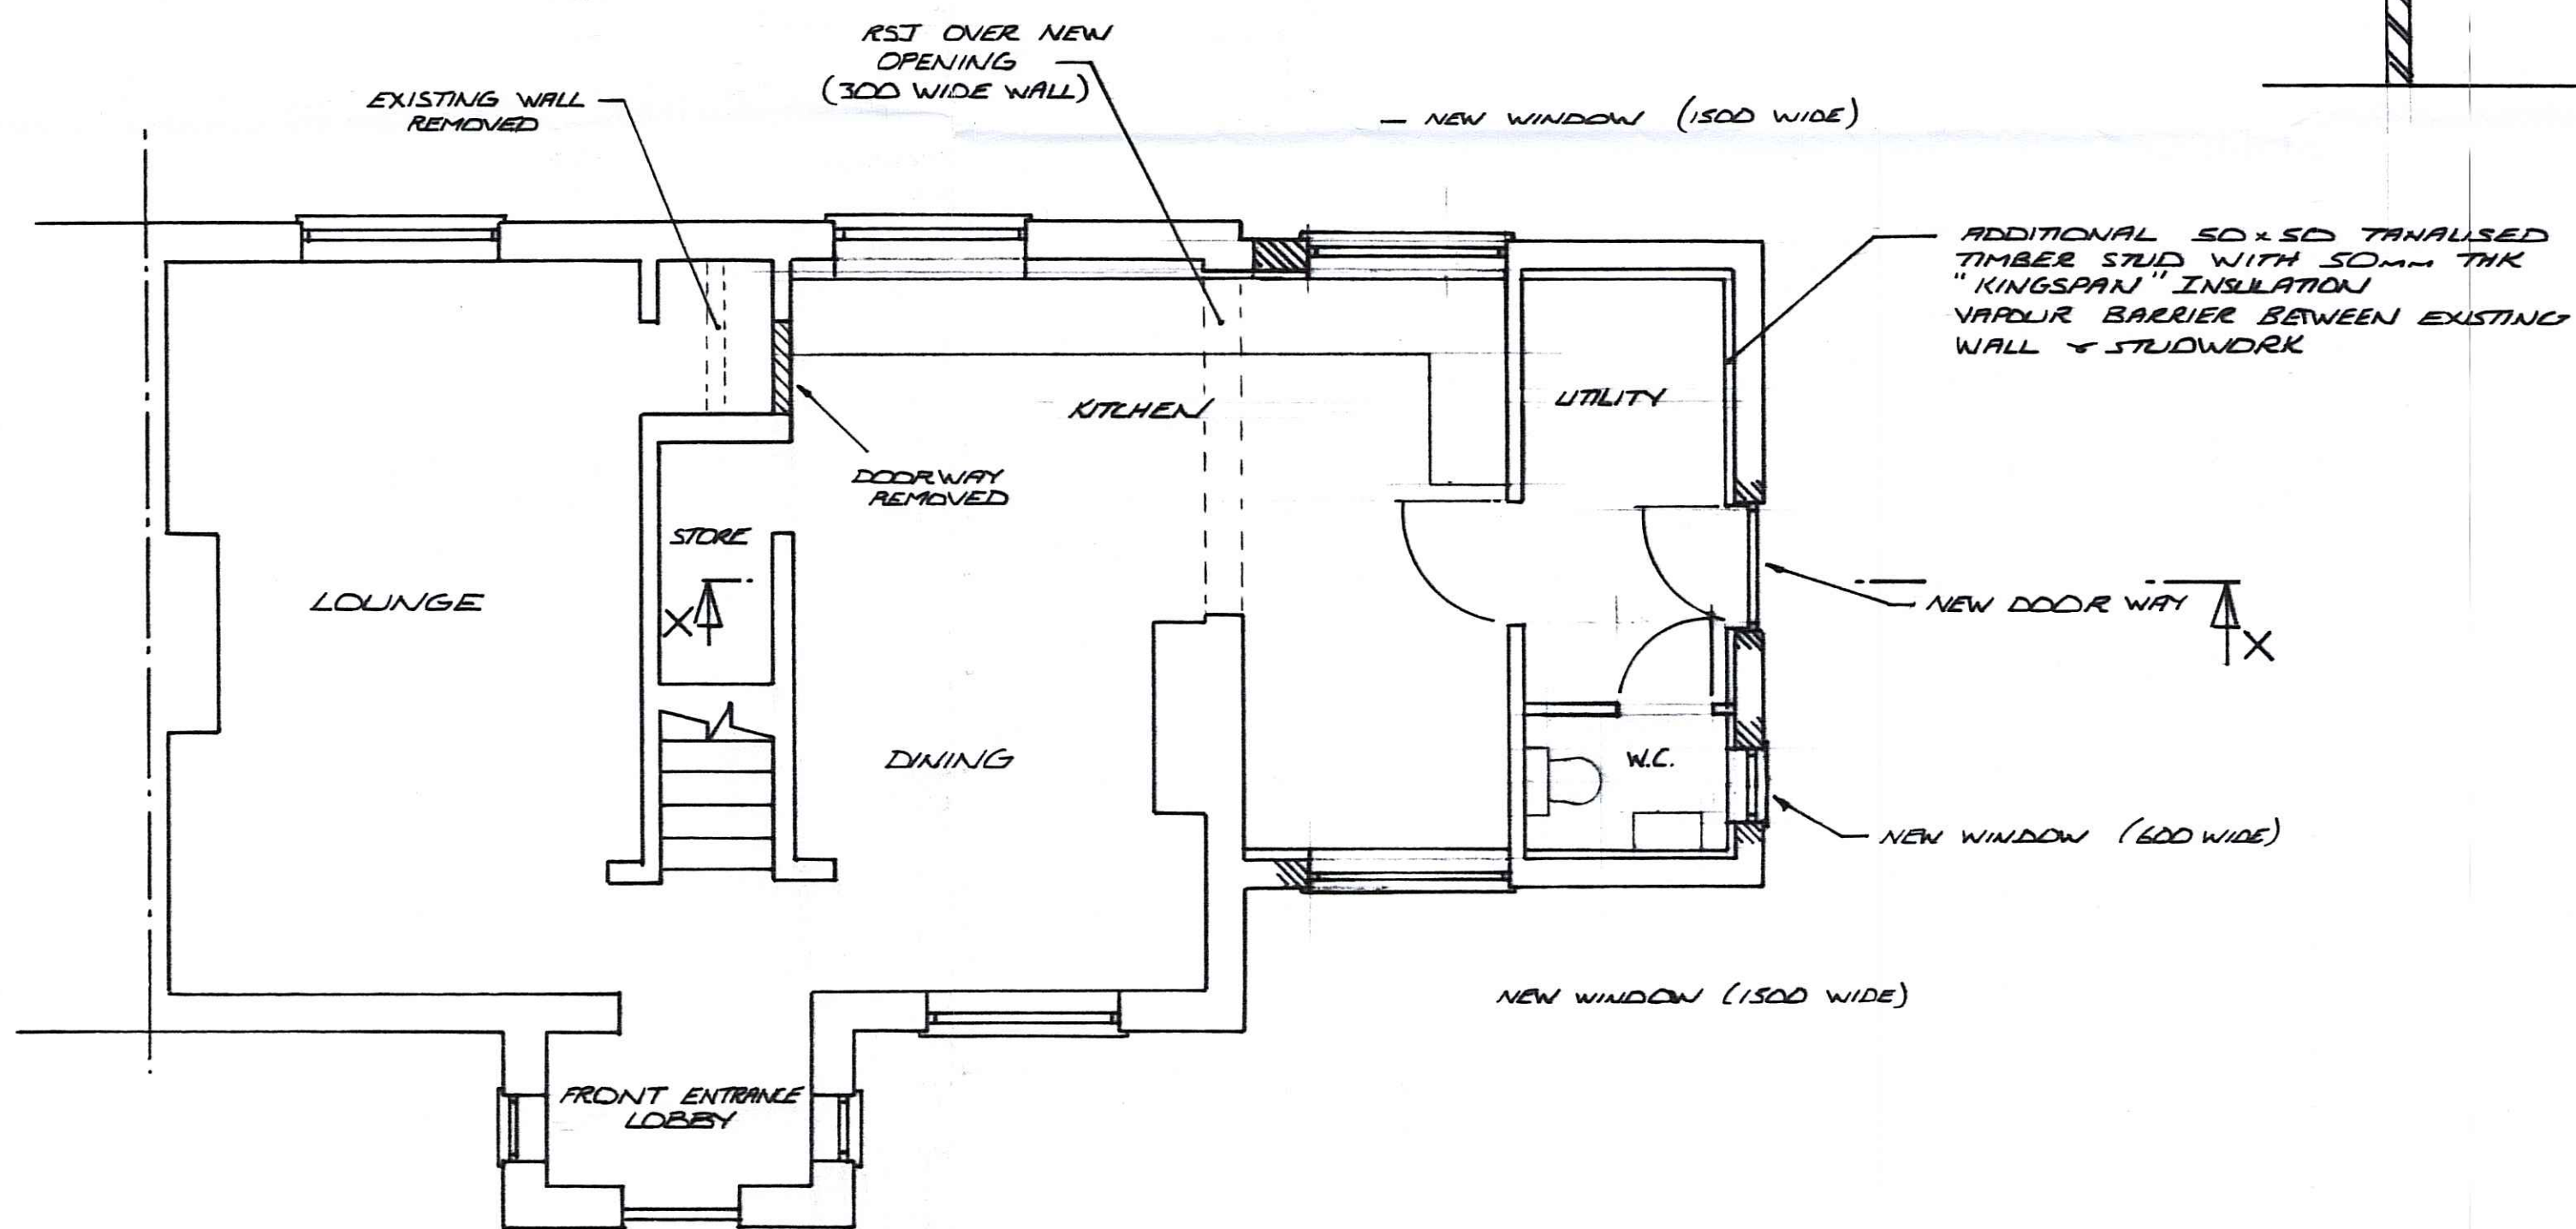 RSJ OVER NEW
OPENING
(300 WIDE WALL)
EXISTING WALL
REMOVED
NEW WINDOW (1500 WIDE)
ADDITIONAL 50 x 50 TANALISED
TIMBER STUD WITH 50mm THK
"KINGSPAN" INSULATION
VAPOUR BARRIER BETWEEN EXISTING
WALL & STUDWORK
KITCHEN
UTILITY
DOORWAY
REMOVED
STORE
LOUNGE
X
NEW DOOR WAY
X
DINING
W.C.
NEW WINDOW (600 WIDE)
NEW WINDOW (1500 WIDE)
FRONT ENTRANCE
LOBBY